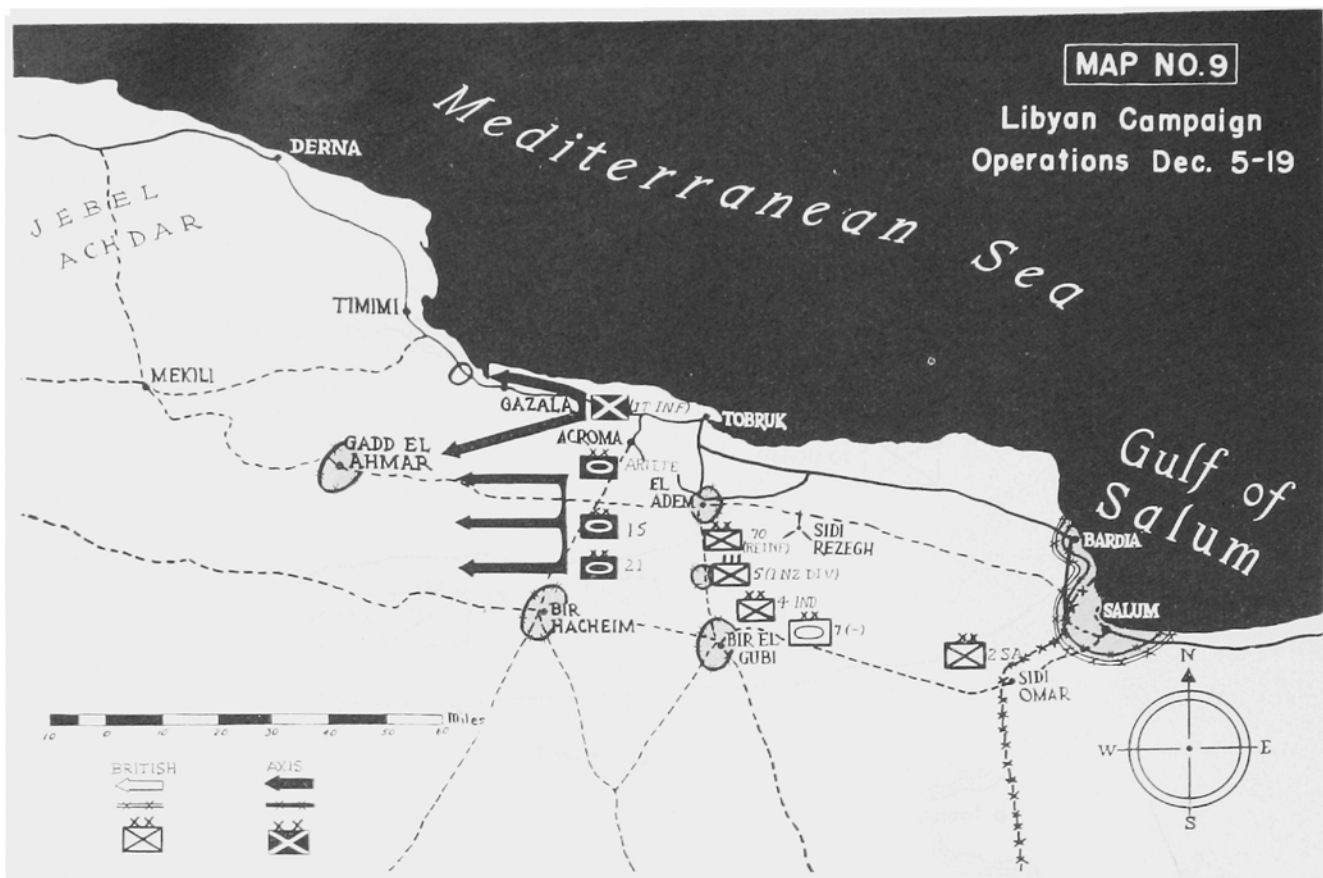 MAP NO. 9
Libyan Campaign
Operations Dec. 5-19
Mediterranean Sea
DERNA
JEBEL
ACHDAR
TIMIMI
MEKILI
GAZALA
(IT INF)
TOBRUK
ACROMA
GADD EL
AHMAR
ARIETE
EL
ADEM
Gulf of
Salum
15
70
(REINF)
SIDI
REZEGH
BARDIA
21
5 (1 NZ DIV)
4 IND
BIR
HACHEIM
7 (-)
BIR EL
GUBI
SALUM
2 SA
SIDI
OMAR
N
W
E
S
Miles
10 0 10 20 30 40 50 60
BRITISH
AXIS